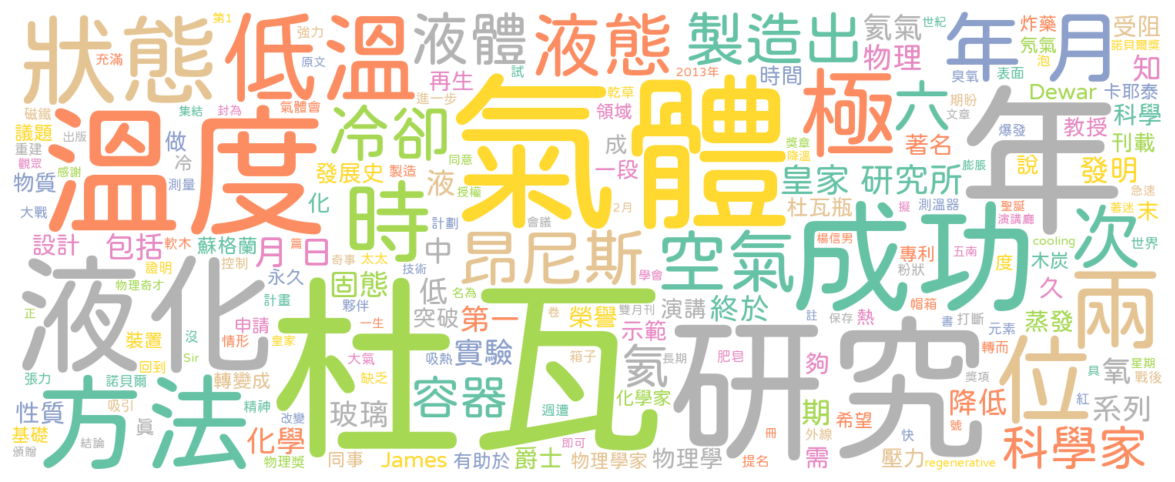 狀態
低溫
液體
液態
製造出
氦氣
世紀
年月
炸藥
受阻
充滿
第1
強力
原文
再生
物理
時間
2013年
氖氣
泡
諾貝爾獎
知
臭氧
表面
Dewar
卡耶泰
溫度
磁鐵
集結
封為
氣體會
進一步
試
乾草
領域
氣體
極
六
期盼
文章
科學
議題
出版
做
冷卻
成
獎章
著名
爆發
教授
刊載
重建
觀眾
感謝
冷
發展史
製造
同意
一段
降溫
年
說
發明
物質
測量
液
授權
皇家
研究所
膨脹
急速
大戰
化
時
計劃
2月
杜瓦瓶
測溫器
聖誕
著迷
末
設計
包括
軟木
篇
蘇格蘭
月
日
奇事
中
會議
昂尼斯
空氣
擬
演講廳
成功
次
證明
控制
太太
技術
學會
楊信男
專利
五南
cooling
世界
液化
物理奇才
永久
固態
低
粉狀
度
木炭
兩
正
計畫
夥伴
名為
卷
雙月刊
演講
終於
帽箱
久
裝置
沒
申請
一生
突破
第一
榮譽
示範
註
保存
熱
書
打斷
元素
蒸發
回到
Sir
情形
皇家
杜瓦
大氣
吸熱
實驗
箱子
長期
肥皂
夠
轉而
具
星期
張力
諾貝爾
轉變成
缺乏
氦
研究
獎項
氧
戰後
方法
性質
吸引
精神
改變
玻璃
容器
週遭
化學家
期
希望
降低
位
紅
系列
基礎
眞
化學
冊
外線
快
號
頒贈
結論
物理獎
同事
James
有助於
爵士
即可
物理學家
物理學
提名
需
壓力
regenerative
科學家